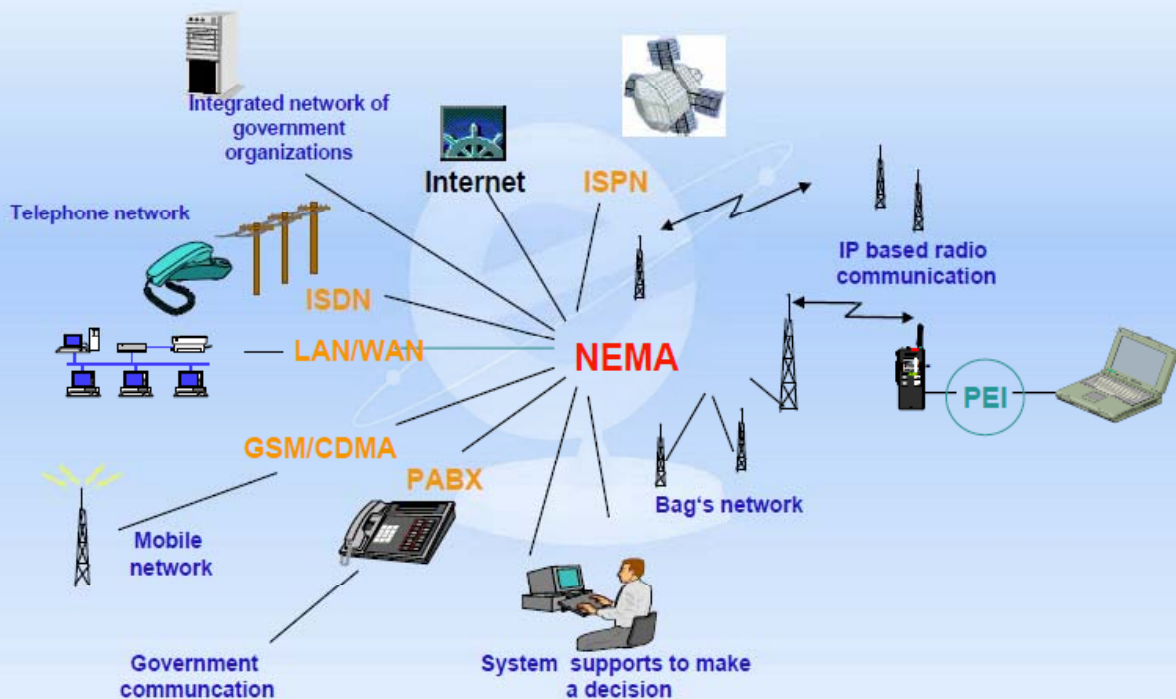 Integrated network of
government
organizations
Internet
ISPN
Telephone network
IP based radio
communication
ISDN
LAN/WAN
NEMA
PEI
GSM/CDMA
PABX
Bag‘s network
Mobile
network
Government
communcation
System supports to make
a decision